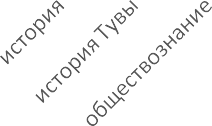 история
история Тувы
обществознание